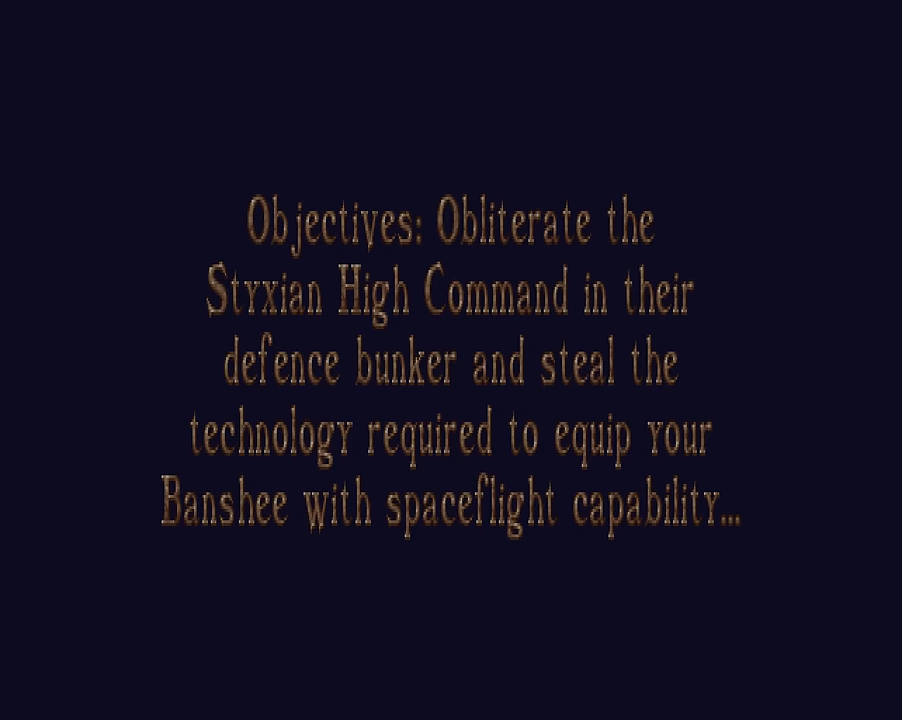 Objectives: Obliterate the
Styxian High Command in their
defence bunker and steal the
technology required to equip your
Banshee with spaceflight capability...